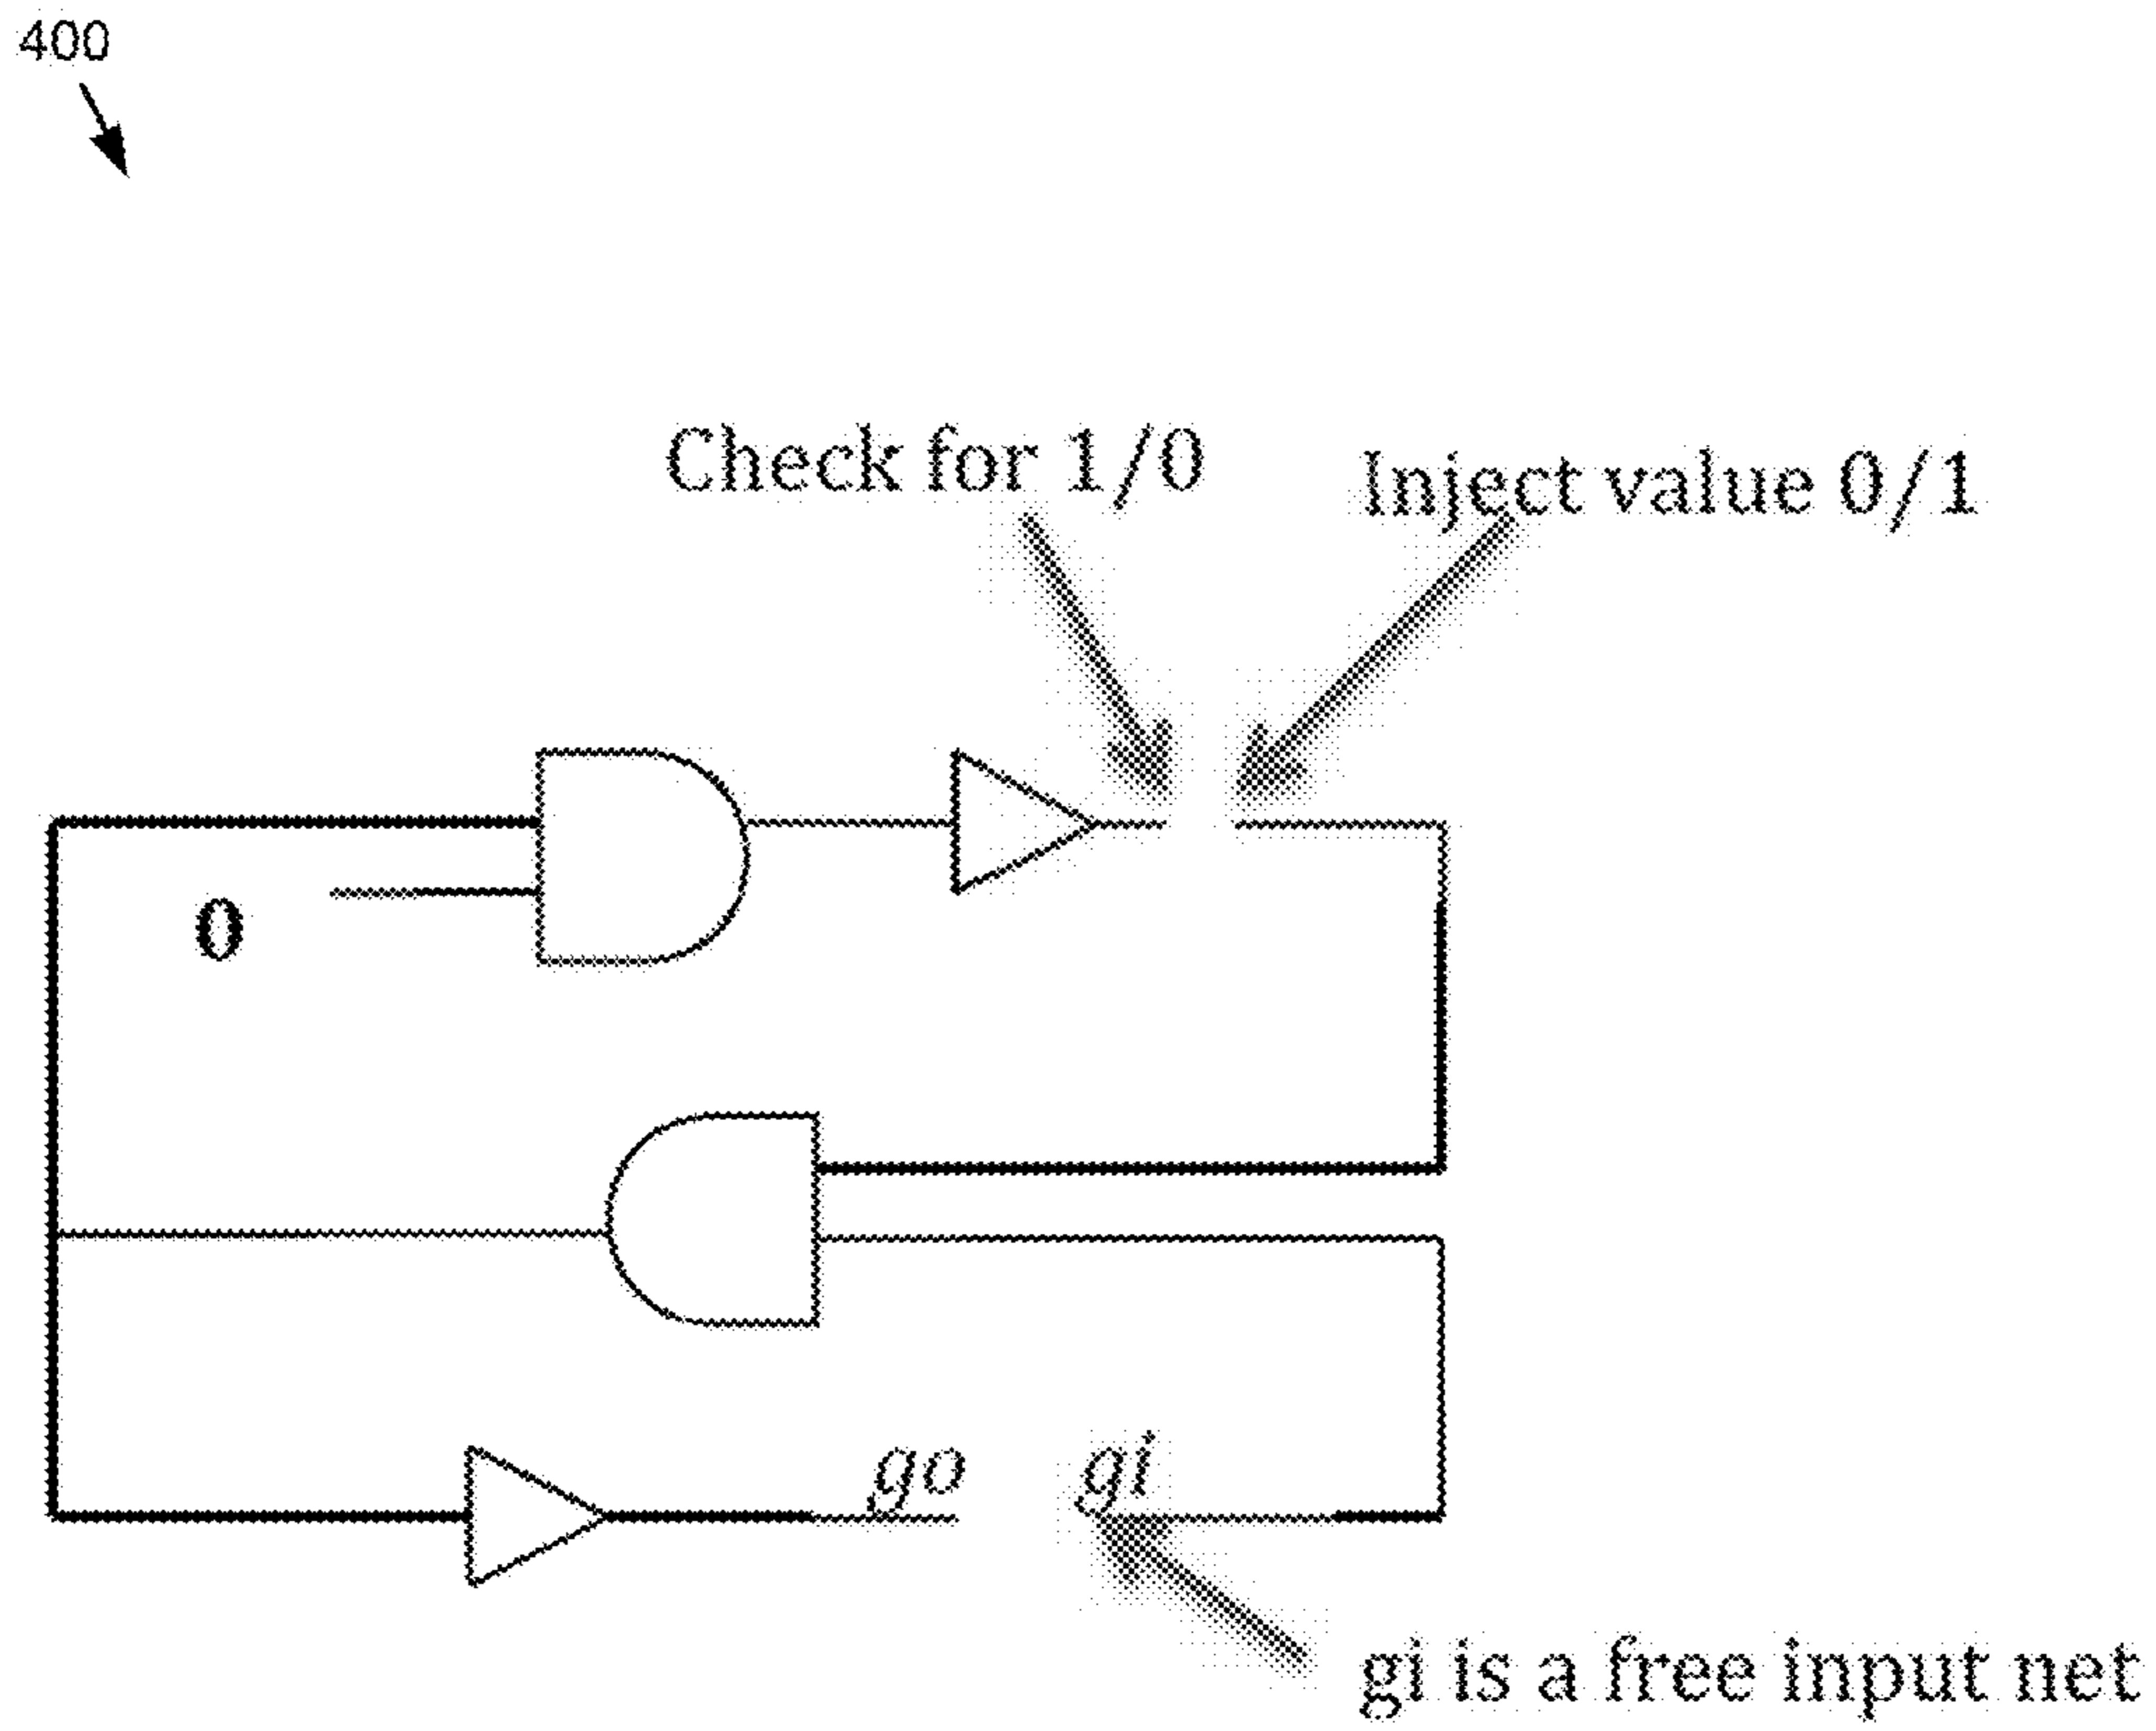 400
Check for 1/0
Inject value 0/1
0
go
gi
gi is a free input net